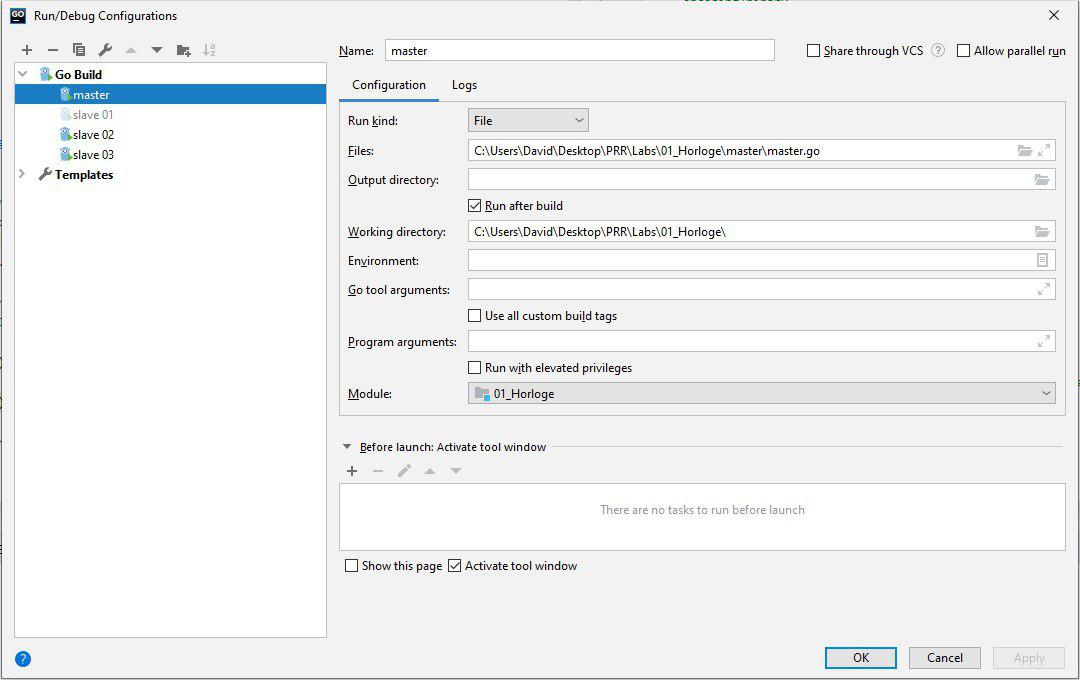 GO Run/Debug Configurations
Name: master
Share through VCS ? Allow parallel run
Go Build
master
slave 01
slave 02
slave 03
Templates
Configuration Logs
Run kind: File
Files: C:\Users\David\Desktop\PRR\Labs\01_Horloge\master\master.go
Output directory:
Run after build
Working directory: C:\Users\David\Desktop\PRR\Labs\01_Horloge\
Environment:
Go tool arguments:
Use all custom build tags
Program arguments:
Run with elevated privileges
Module: 01_Horloge
Before launch: Activate tool window
There are no tasks to run before launch
Show this page Activate tool window
? OK Cancel Apply